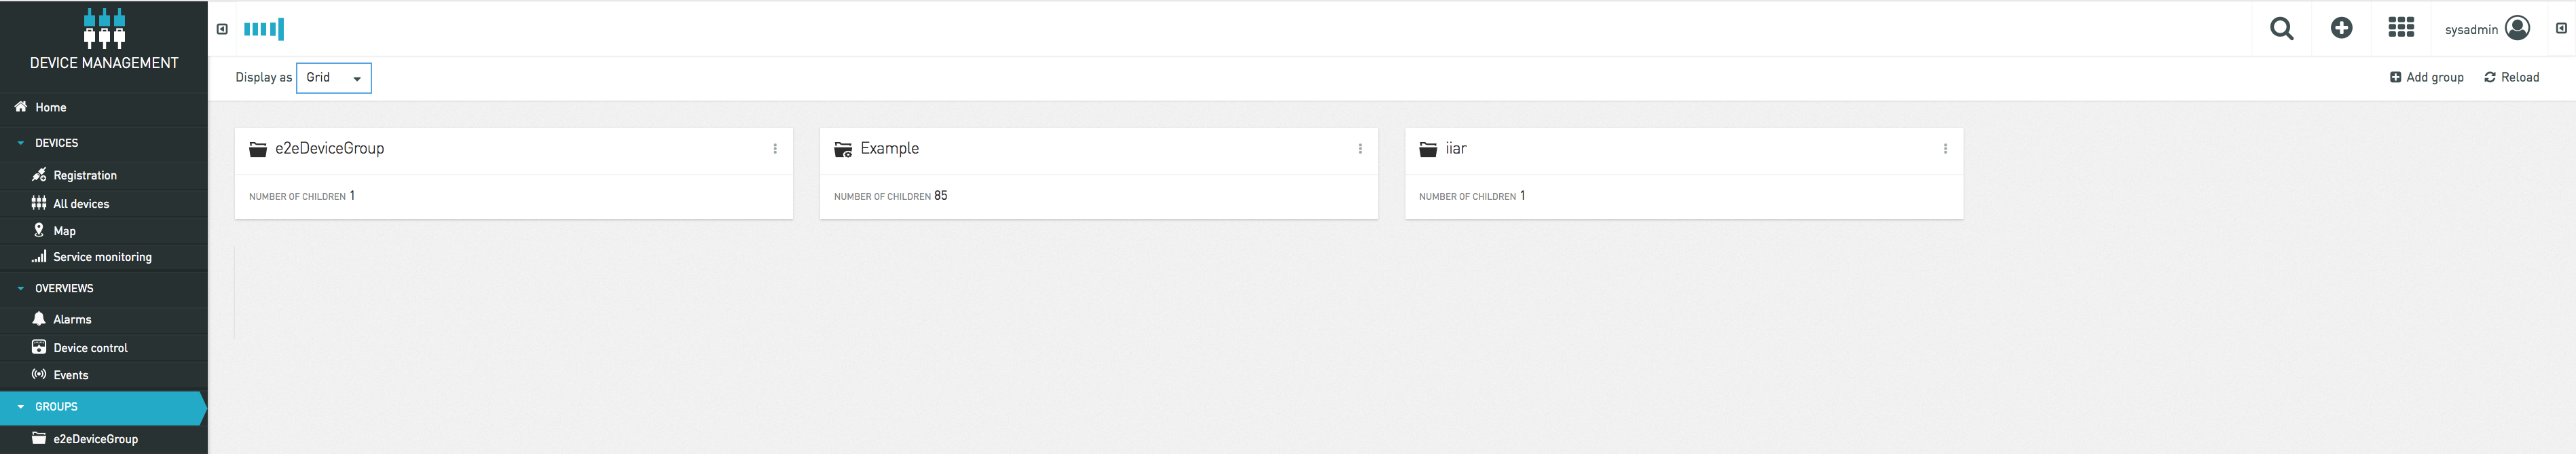 DEVICE MANAGEMENT
Home
DEVICES
Registration
All devices
Map
Service monitoring
OVERVIEWS
Alarms
Device control
Events
GROUPS
e2eDeviceGroup
sysadmin
Display as Grid
Add group Reload
e2eDeviceGroup
NUMBER OF CHILDREN 1
Example
NUMBER OF CHILDREN 85
iiar
NUMBER OF CHILDREN 1